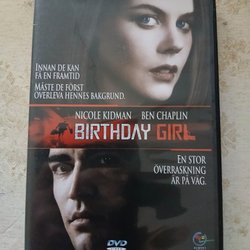 INNAN DE KAN
FÅ EN FRAMTID
MÅSTE DE FÖRST
ÖVERLEVA HENNES BAKGRUND.
NICOLE KIDMAN BEN CHAPLIN
BIRTHDAY GIRL
EN STOR
ÖVERRASKNING
ÄR PÅ VÄG.
DVD